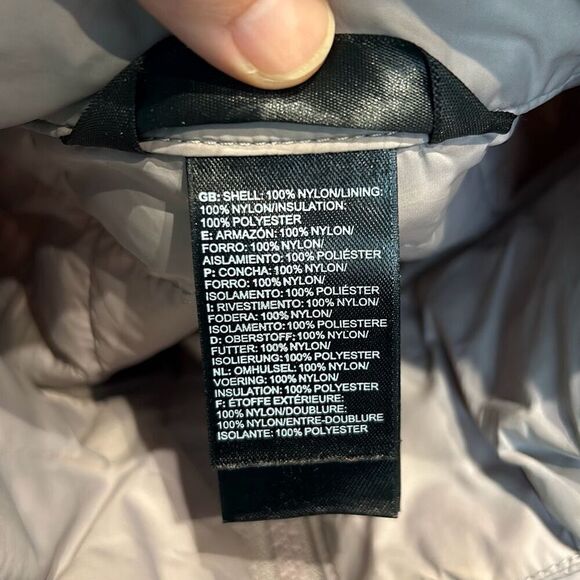 GB: SHELL: 100% NYLON/LINING:
100% NYLON/INSULATION:
100% POLYESTER
E: ARMAZÓN: 100% NYLON/
FORRO: 100% NYLON/
AISLAMIENTO: 100% POLIÉSTER
P: CONCHA: 100% NYLON/
FORRO: 100% NYLON/
ISOLAMENTO: 100% POLIÉSTER
I: RIVESTIMENTO: 100% NYLON/
FODERA: 100% NYLON/
ISOLAMENTO: 100% POLIESTERE
D: OBERSTOFF: 100% NYLON/
FUTTER: 100% NYLON/
ISOLIERUNG: 100% POLYESTER
NL: OMHULSEL: 100% NYLON/
VOERING: 100% NYLON/
INSULATION: 100% POLYESTER
F: ÉTOFFE EXTÉRIEURE:
100% NYLON/DOUBLURE:
100% NYLON/ENTRE-DOUBLURE
ISOLANTE: 100% POLYESTER